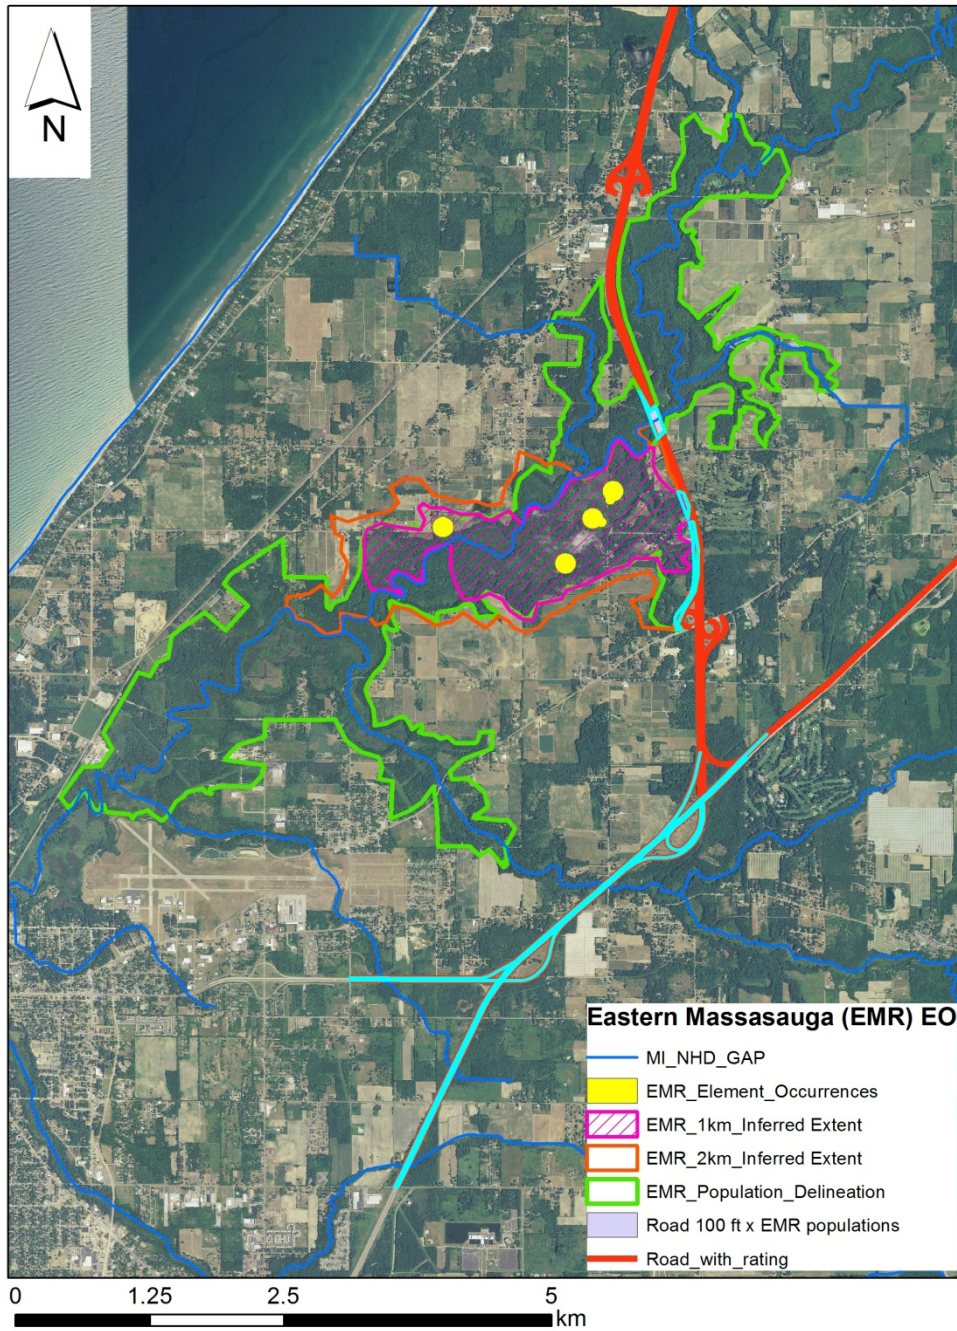 N
Eastern Massasauga (EMR) EO
MI_NHD_GAP
EMR_Element_Occurrences
EMR_1km_Inferred Extent
EMR_2km_Inferred Extent
EMR_Population_Delineation
Road 100 ft x EMR populations
Road_with_rating
0 1.25 2.5 5
km